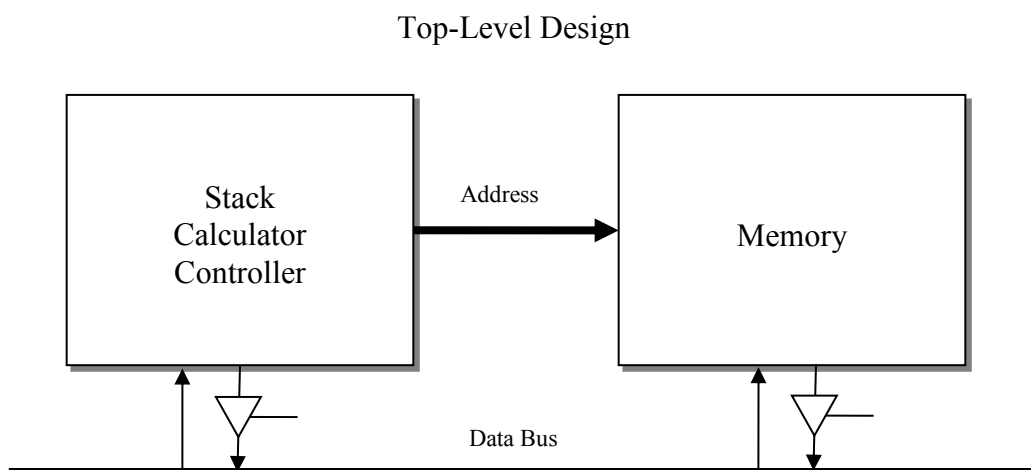 Top-Level Design
Stack
Calculator
Controller
Address
Memory
Data Bus